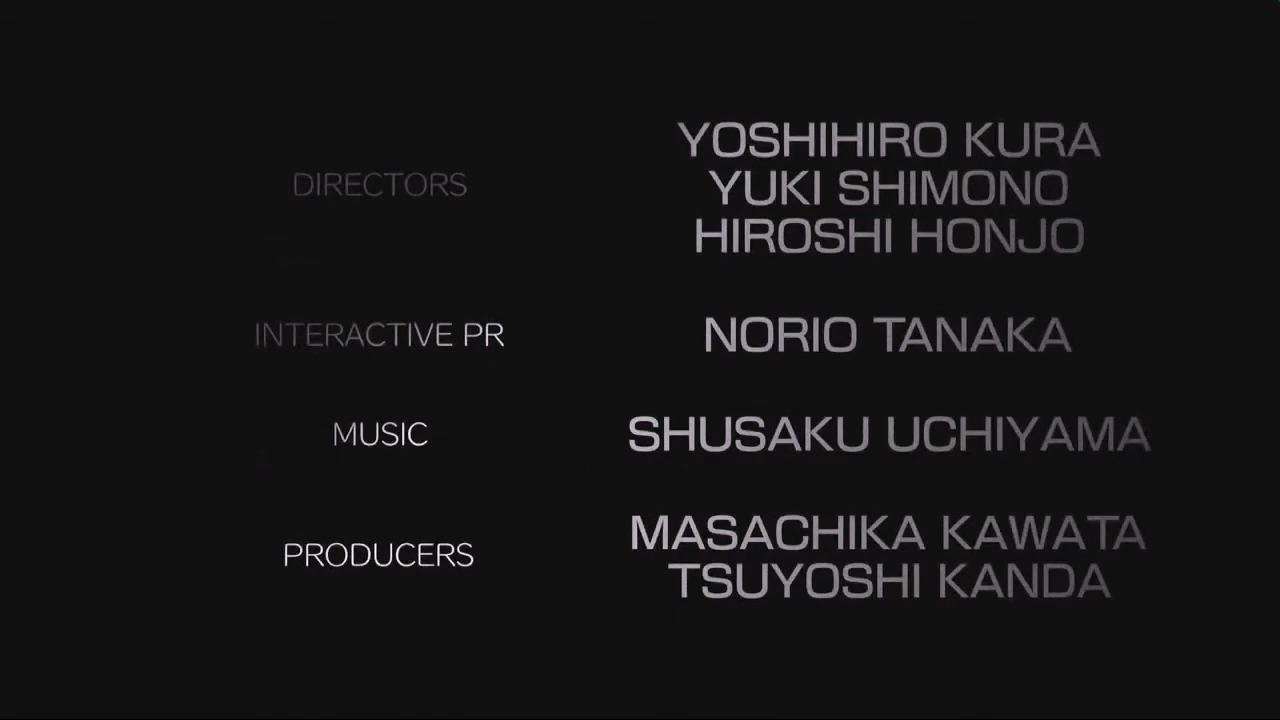 DIRECTORS
YOSHIHIRO KURA
YUKI SHIMONO
HIROSHI HONJO
INTERACTIVE PR
NORIO TANAKA
MUSIC
SHUSAKU UCHIYAMA
PRODUCERS
MASACHIKA KAWATA
TSUYOSHI KANDA